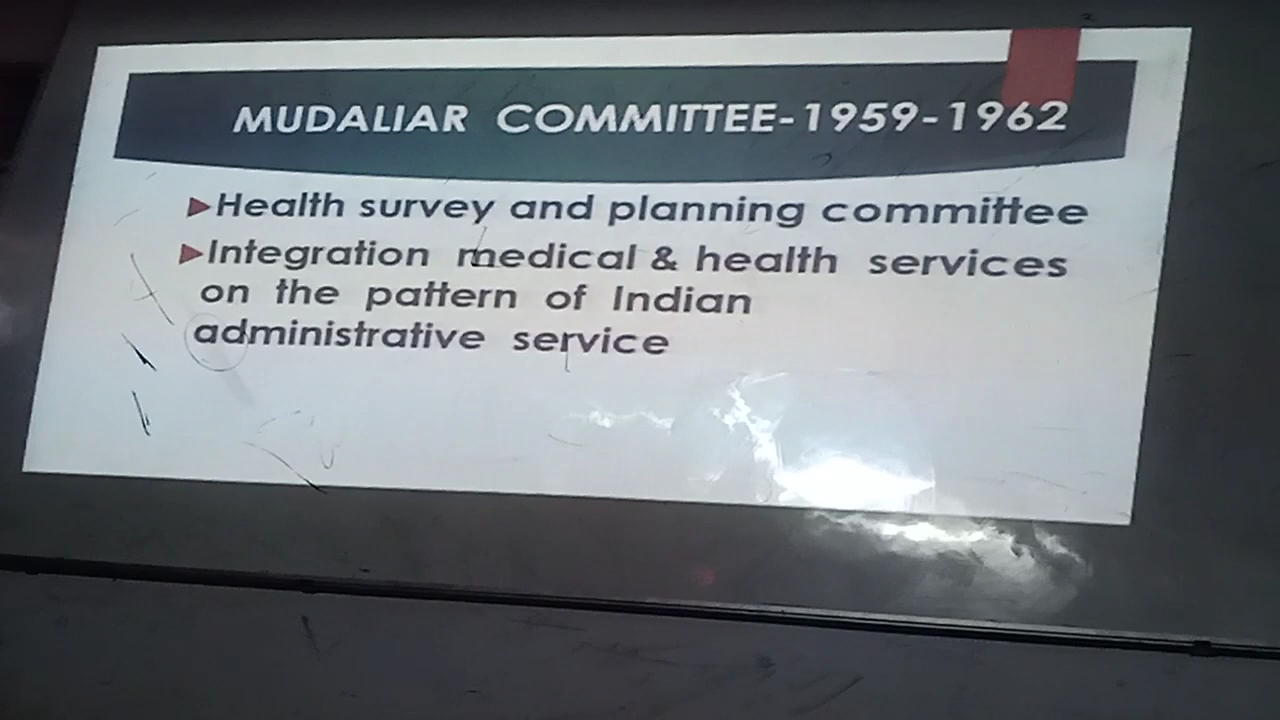 MUDALIAR COMMITTEE-1959-1962
▶Health survey and planning committee
▶Integration medical & health services
on the pattern of Indian
administrative service